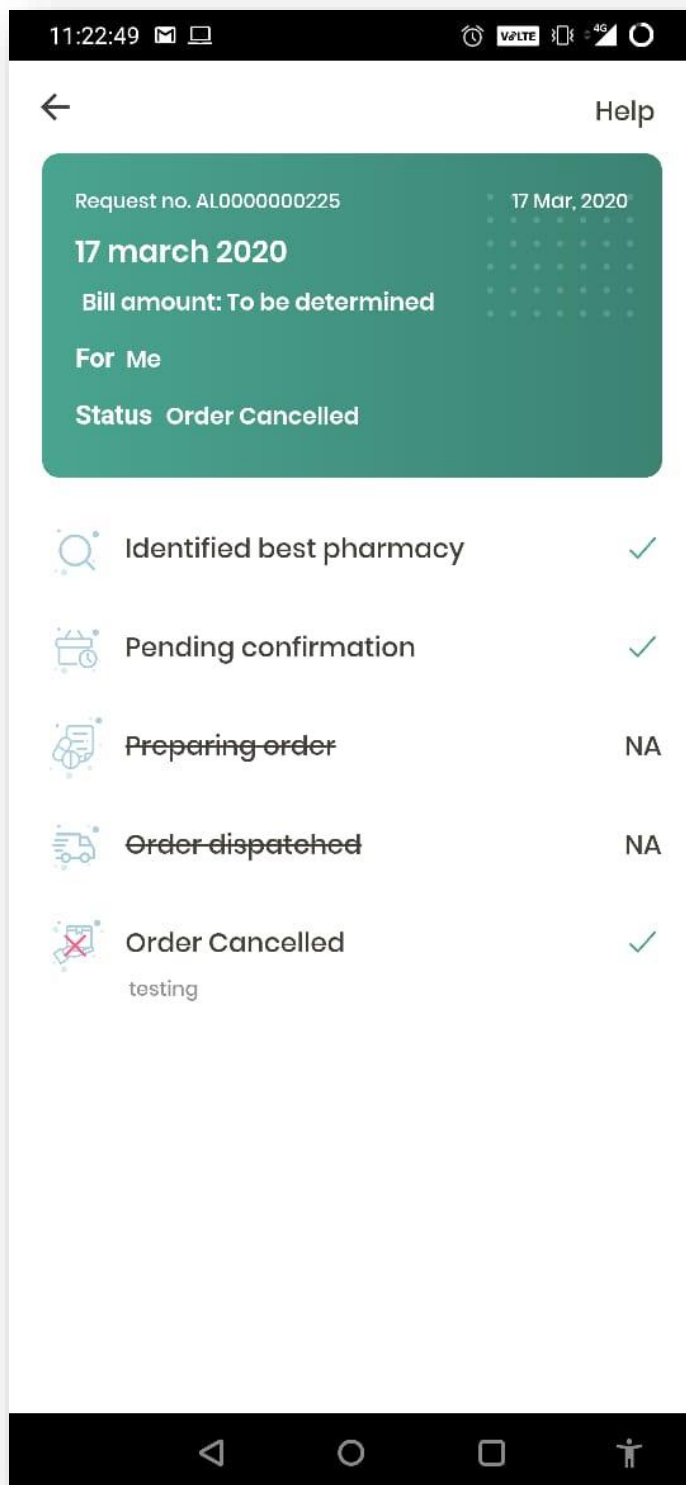 11:22:49 VoLTE 4G
Help
Request no. AL0000000225 17 Mar, 2020
17 march 2020
Bill amount: To be determined
For Me
Status Order Cancelled
Identified best pharmacy
Pending confirmation
Preparing order NA
Order dispatched NA
Order Cancelled
testing